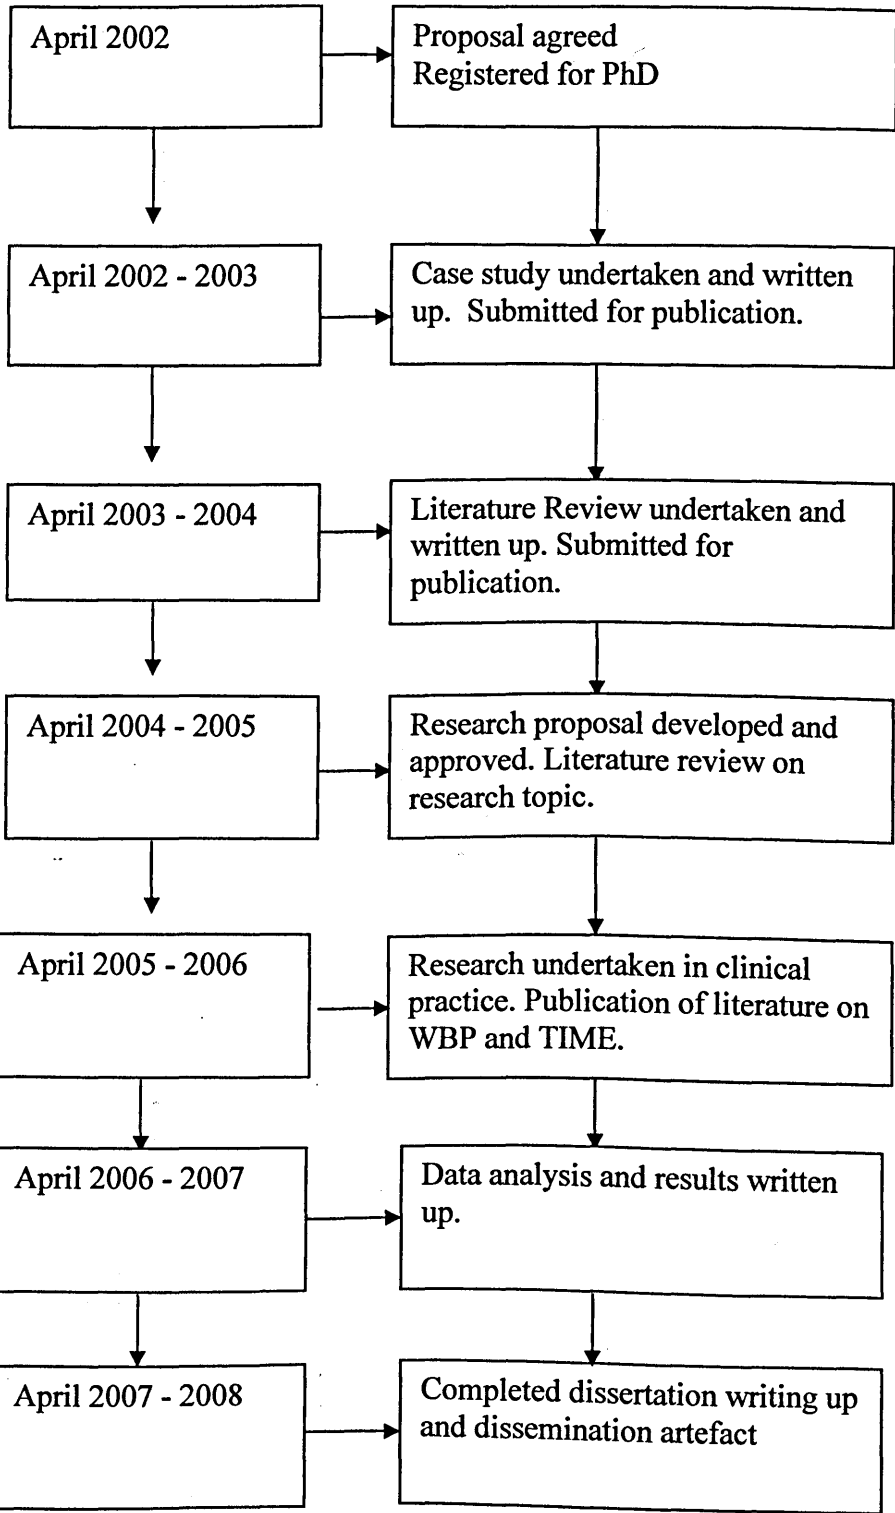 April 2002
Proposal agreed
Registered for PhD
April 2002 - 2003
Case study undertaken and written
up.  Submitted for publication.
April 2003 - 2004
Literature Review undertaken and
written up. Submitted for
publication.
April 2004 - 2005
Research proposal developed and
approved. Literature review on
research topic.
April 2005 - 2006
Research undertaken in clinical
practice. Publication of literature on
WBP and TIME.
April 2006 - 2007
Data analysis and results written
up.
April 2007 - 2008
Completed dissertation writing up
and dissemination artefact